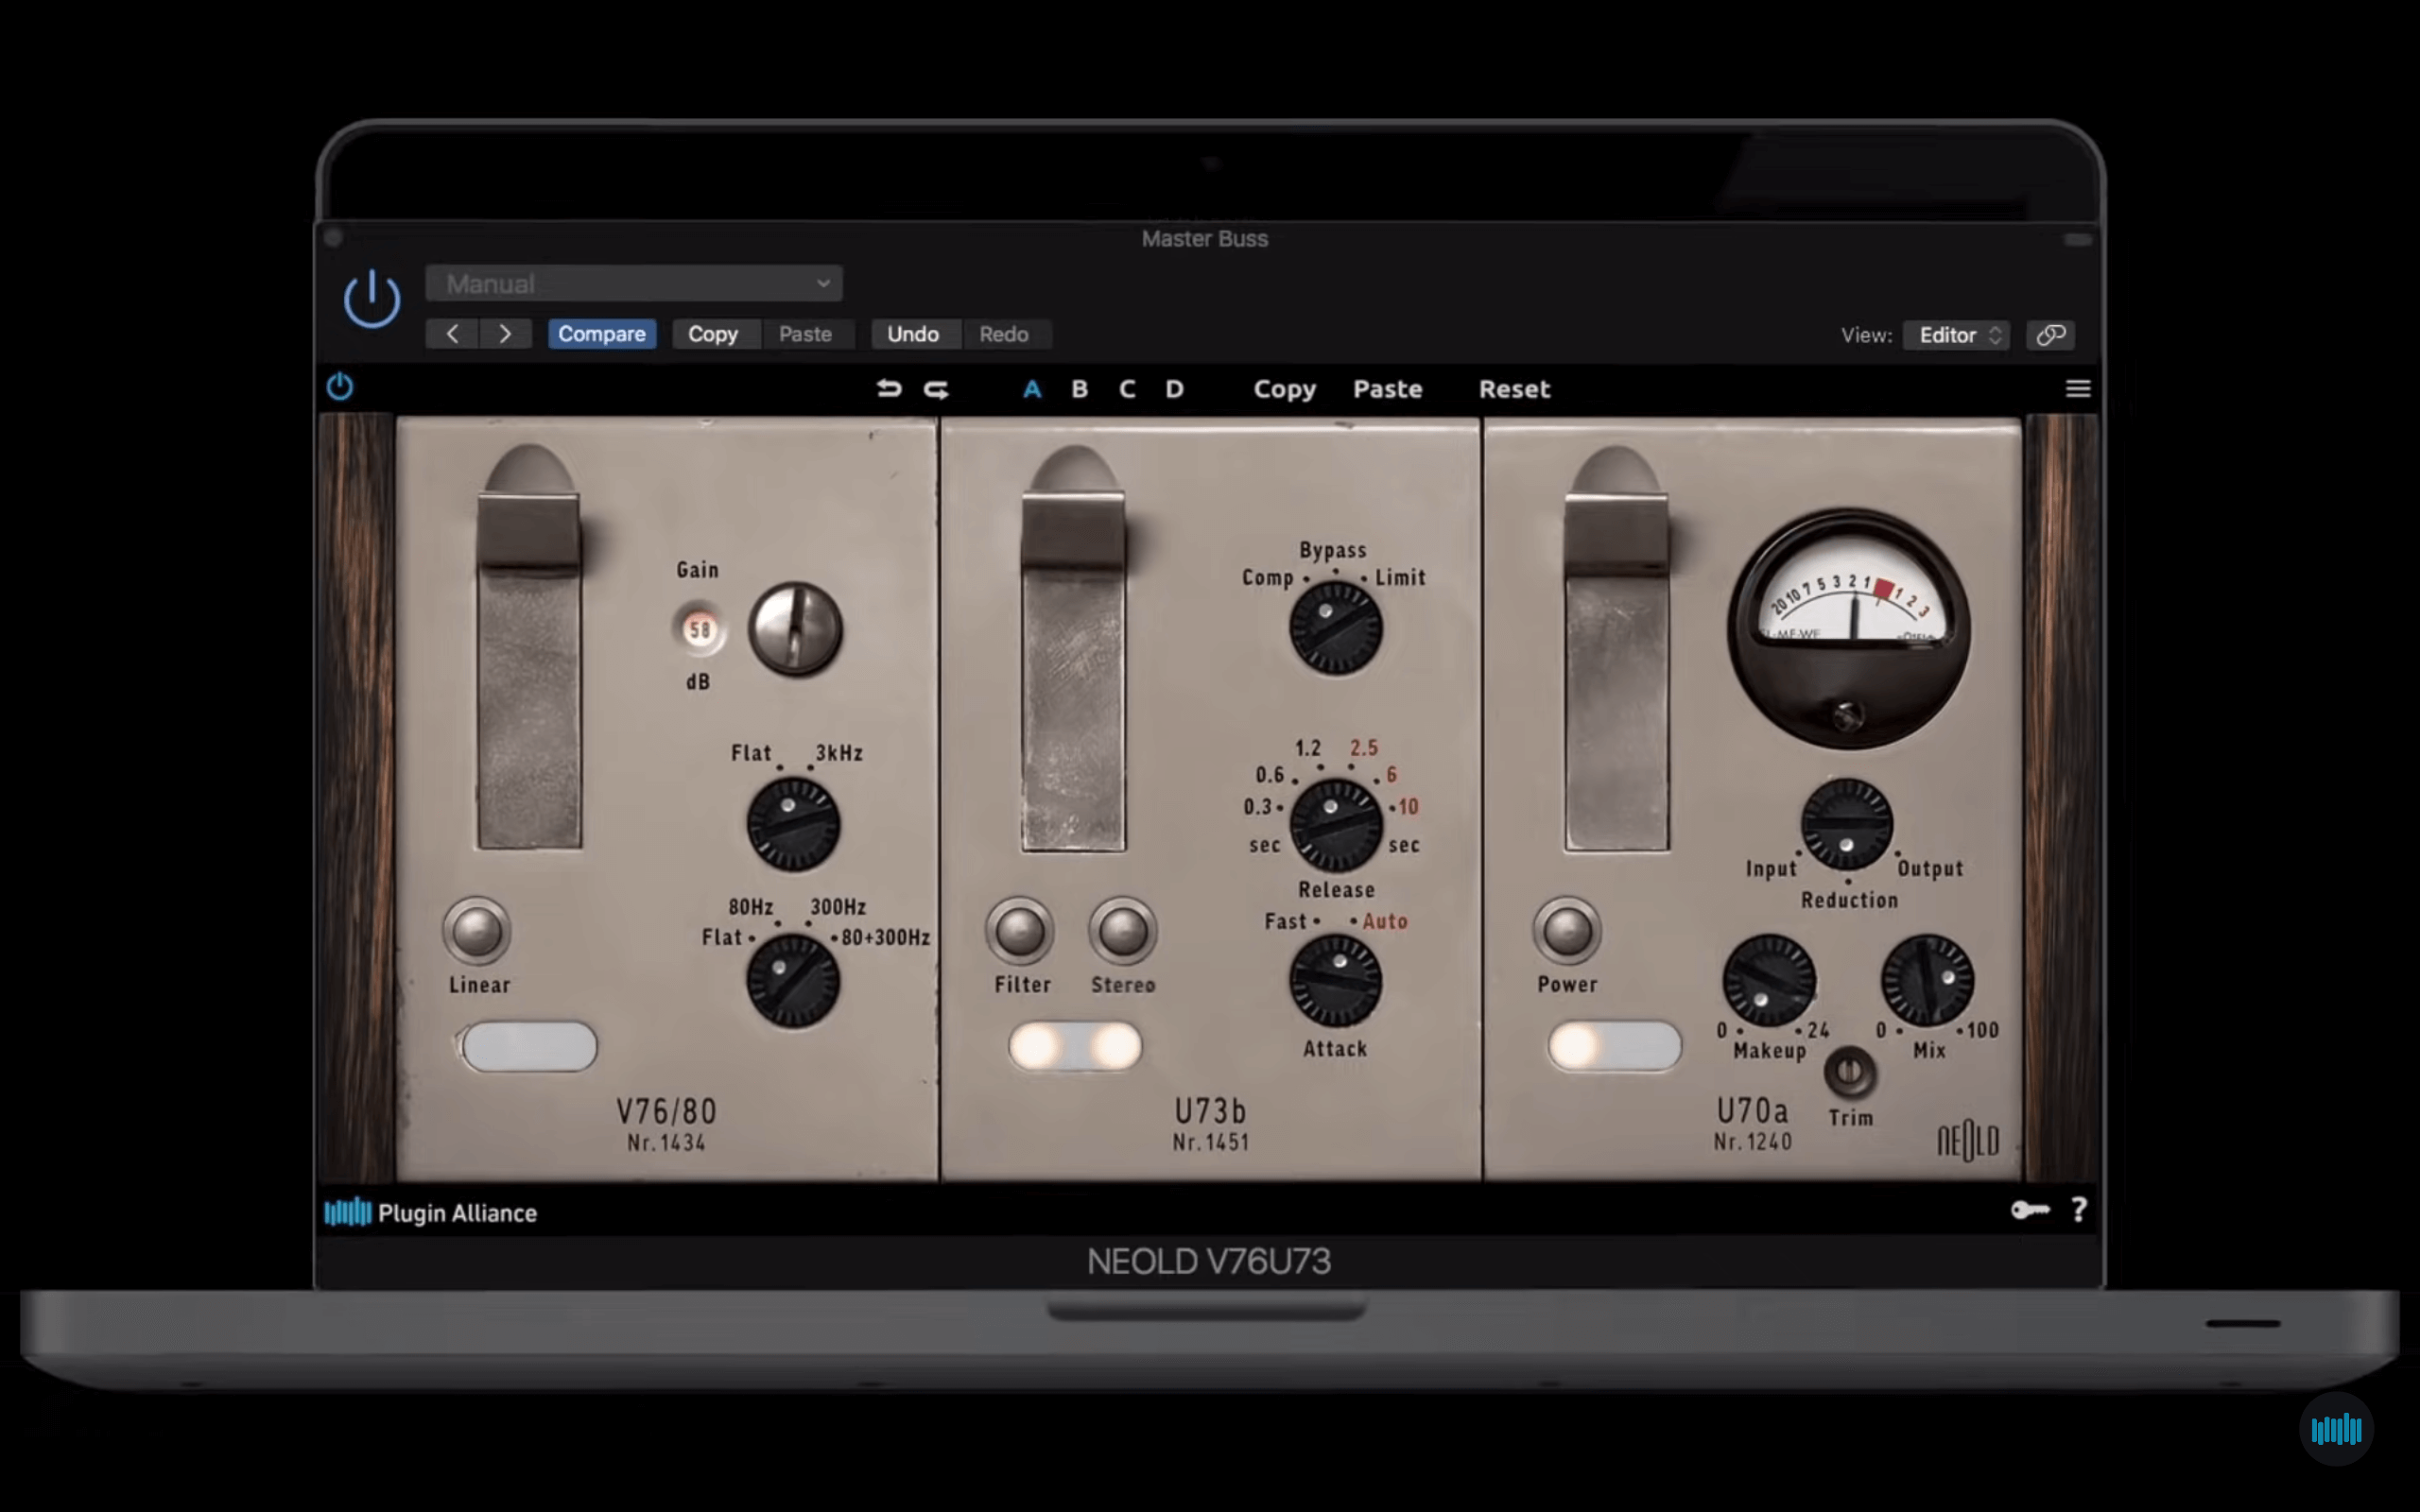 Master Buss
Manual
Compare Copy Paste Undo Redo View: Editor
A B C D Copy Paste Reset
Gain
58
dB
Flat 3kHz
80Hz 300Hz
Flat 80+300Hz
Linear
V76/80
Nr.1434
Bypass
Comp Limit
1.2 2.5
0.6 6
0.3 10
sec sec
Release
Fast Auto
Attack
Filter Stereo
U73b
Nr.1451
20 10 7 5 3 2 1 1 2 3
Input Output
Reduction
Power
0 24 0 100
Makeup Mix
Trim
U70a
Nr.1240
NEOLD
Plugin Alliance ?
NEOLD V76U73